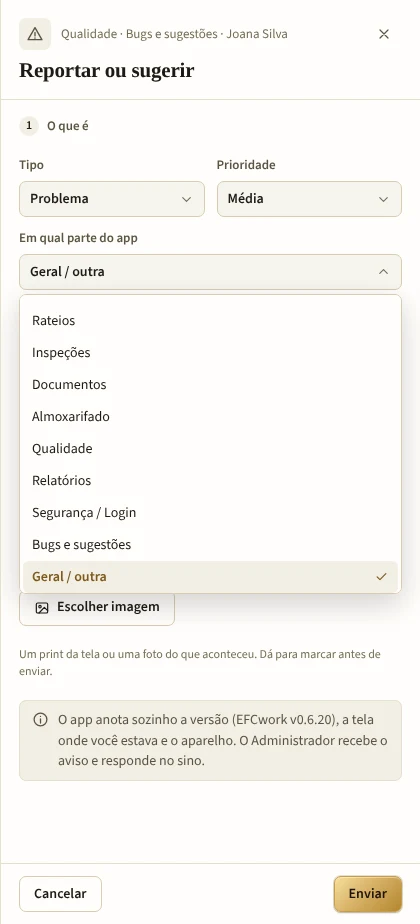 Qualidade · Bugs e sugestões · Joana Silva
Reportar ou sugerir
1 O que é
Tipo
Prioridade
Problema
Média
Em qual parte do app
Geral / outra
Rateios
Inspeções
Documentos
Almoxarifado
Qualidade
Relatórios
Segurança / Login
Bugs e sugestões
Geral / outra
Escolher imagem
Um print da tela ou uma foto do que aconteceu. Dá para marcar antes de
enviar.
O app anota sozinho a versão (EFCwork v0.6.20), a tela
onde você estava e o aparelho. O Administrador recebe o
aviso e responde no sino.
Cancelar
Enviar